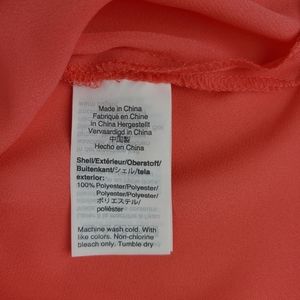 Made in China
Fabriqué en Chine
in China Hergestellt
Vervaardigd in China
中国製
Hecho en China
Shell/Extérieur/Oberstoff/
Buitenkant/シェル/tela
exterior:
100% Polyester/Polyester/
Polyester/Polyester/
ポリエステル/
poliéster
Machine wash cold. With
like colors. Non-chlorine
bleach only. Tumble dry